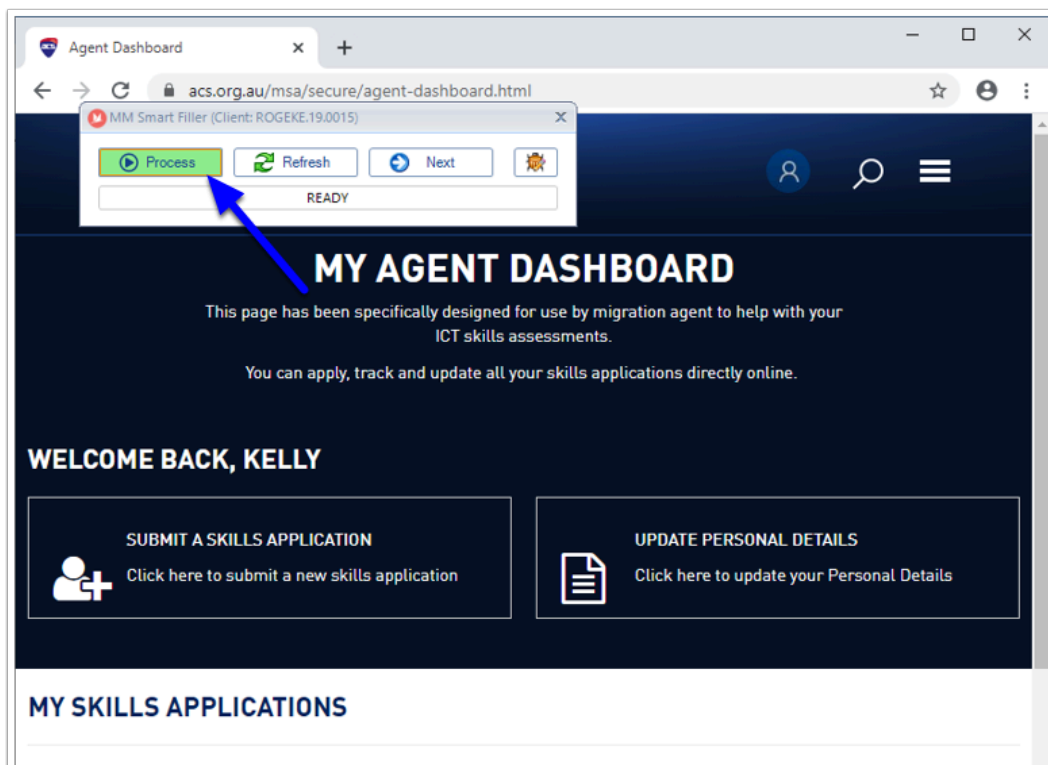 Agent Dashboard
acs.org.au/msa/secure/agent-dashboard.html
MM Smart Filler (Client: ROGEKE.19.0015)
Process Refresh Next
READY
MY AGENT DASHBOARD
This page has been specifically designed for use by migration agent to help with your
ICT skills assessments.
You can apply, track and update all your skills applications directly online.
WELCOME BACK, KELLY
SUBMIT A SKILLS APPLICATION
Click here to submit a new skills application
UPDATE PERSONAL DETAILS
Click here to update your Personal Details
MY SKILLS APPLICATIONS